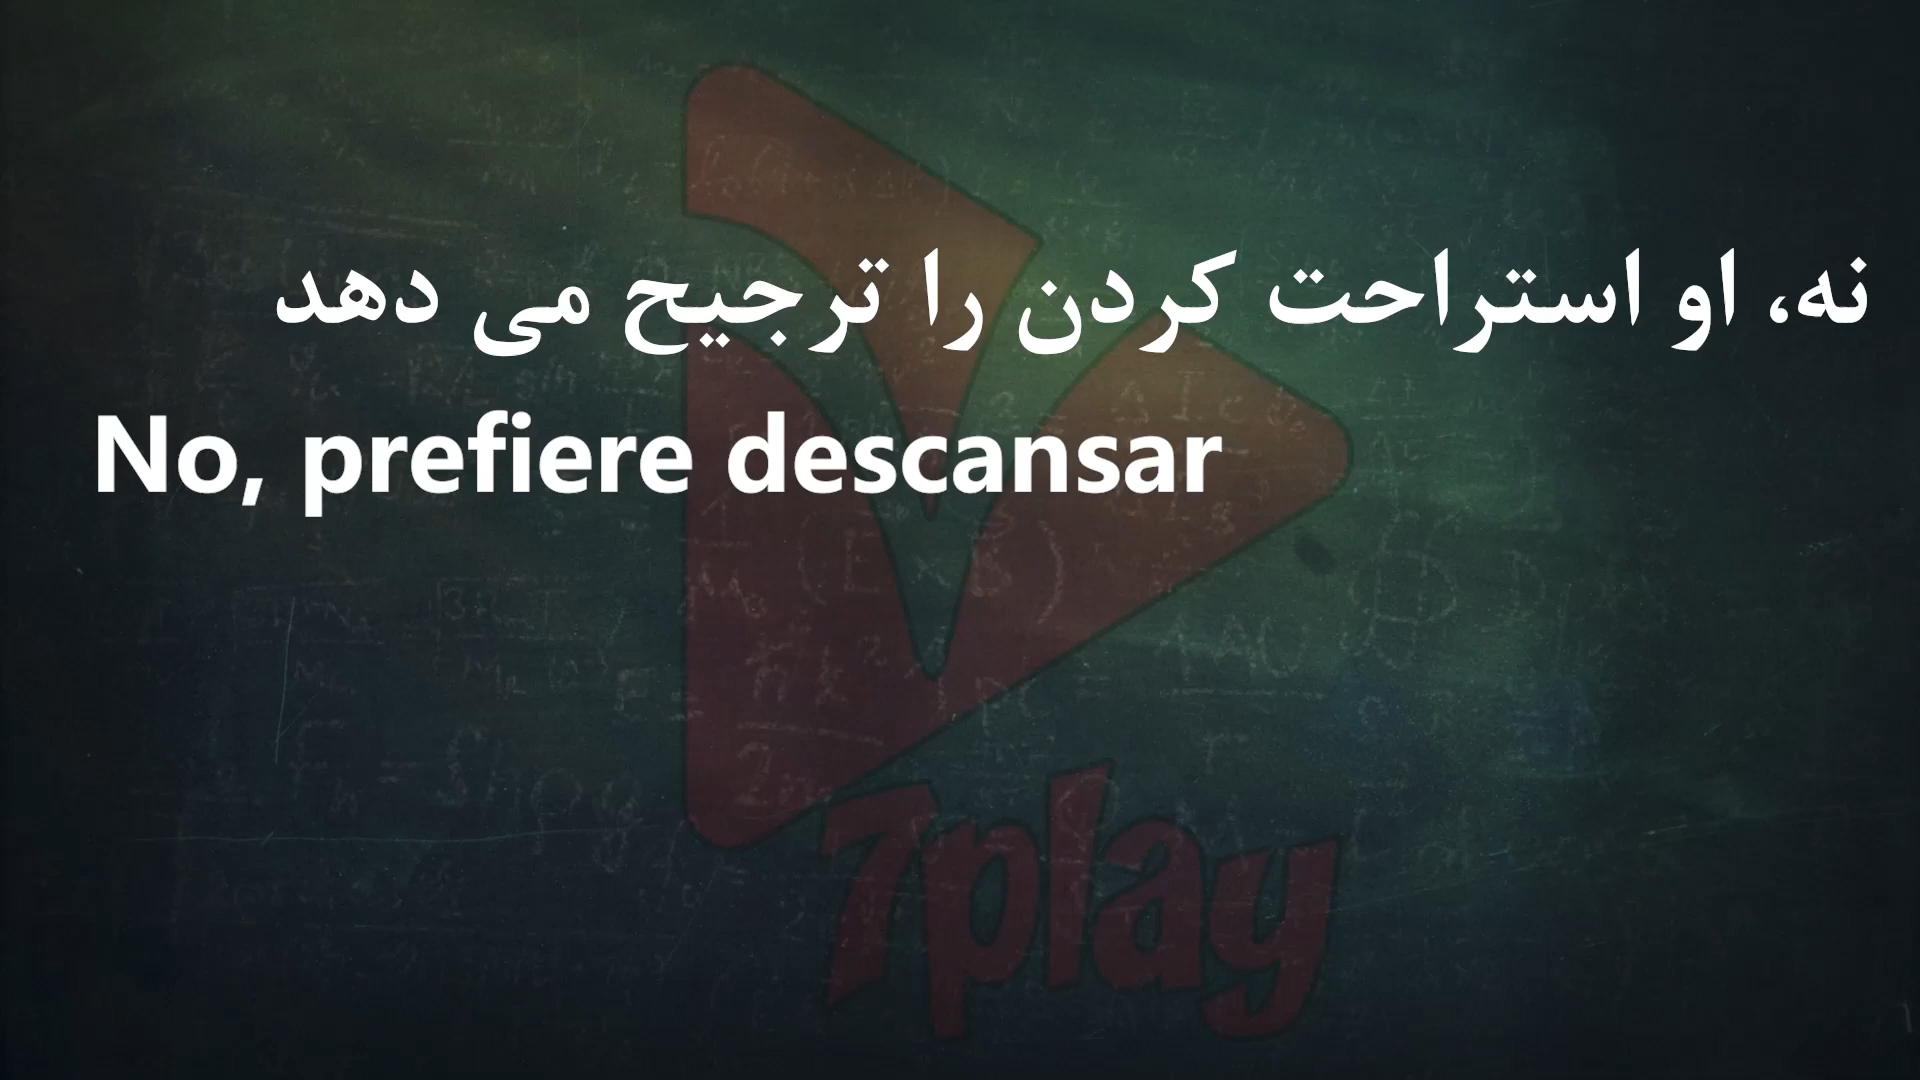 نه، او استراحت کردن را ترجیح می دهد
No, prefiere descansar
7play